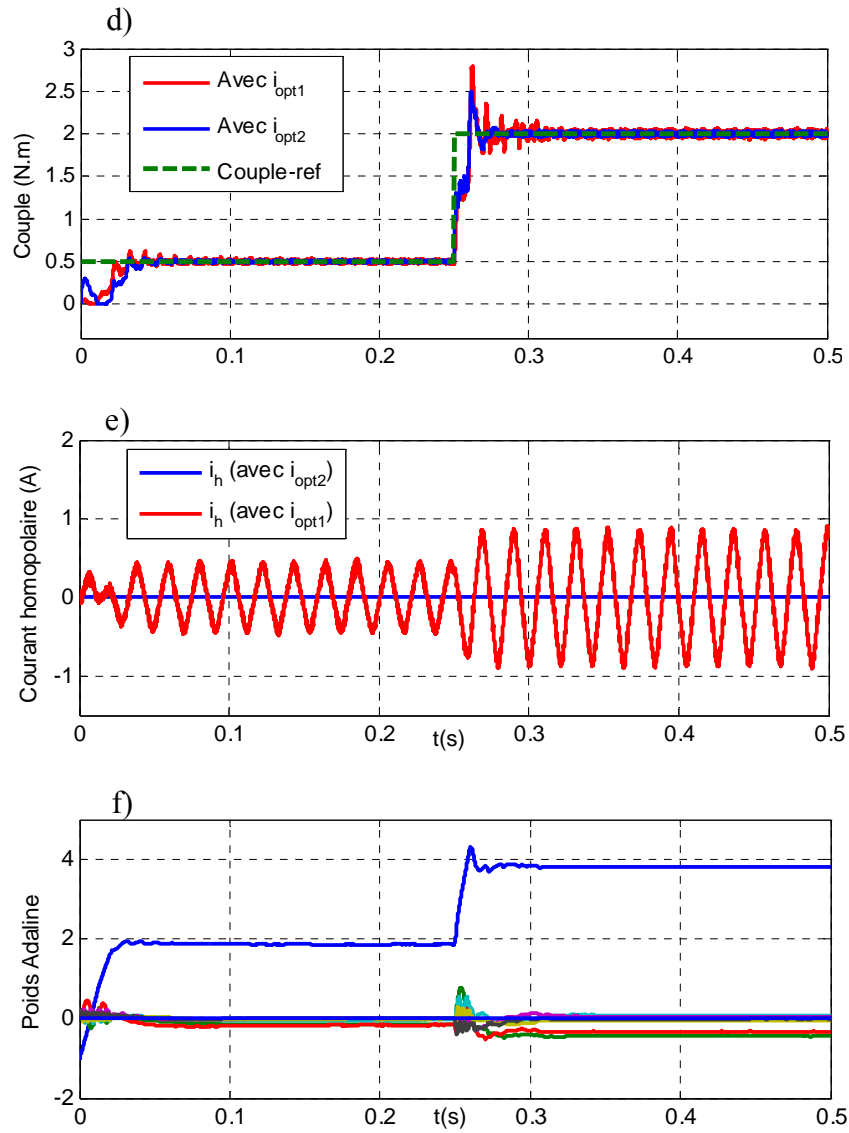 d)
Couple (N.m)
3
2.5
2
1.5
1
0.5
0
Avec i_opt1
Avec i_opt2
Couple-ref
0 0.1 0.2 0.3 0.4 0.5
e)
Courant homopolaire (A)
2
1
0
-1
i_h (avec i_opt2)
i_h (avec i_opt1)
0 0.1 0.2 0.3 0.4 0.5
t(s)
f)
Poids Adaline
4
2
0
-2
0 0.1 0.2 0.3 0.4 0.5
t(s)